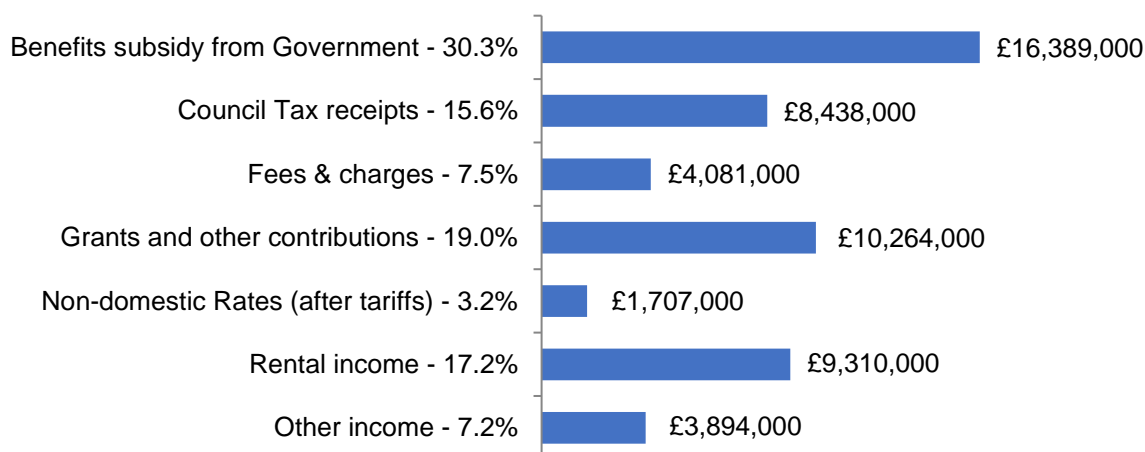 Benefits subsidy from Government - 30.3% £16,389,000
Council Tax receipts - 15.6% £8,438,000
Fees & charges - 7.5% £4,081,000
Grants and other contributions - 19.0% £10,264,000
Non-domestic Rates (after tariffs) - 3.2% £1,707,000
Rental income - 17.2% £9,310,000
Other income - 7.2% £3,894,000